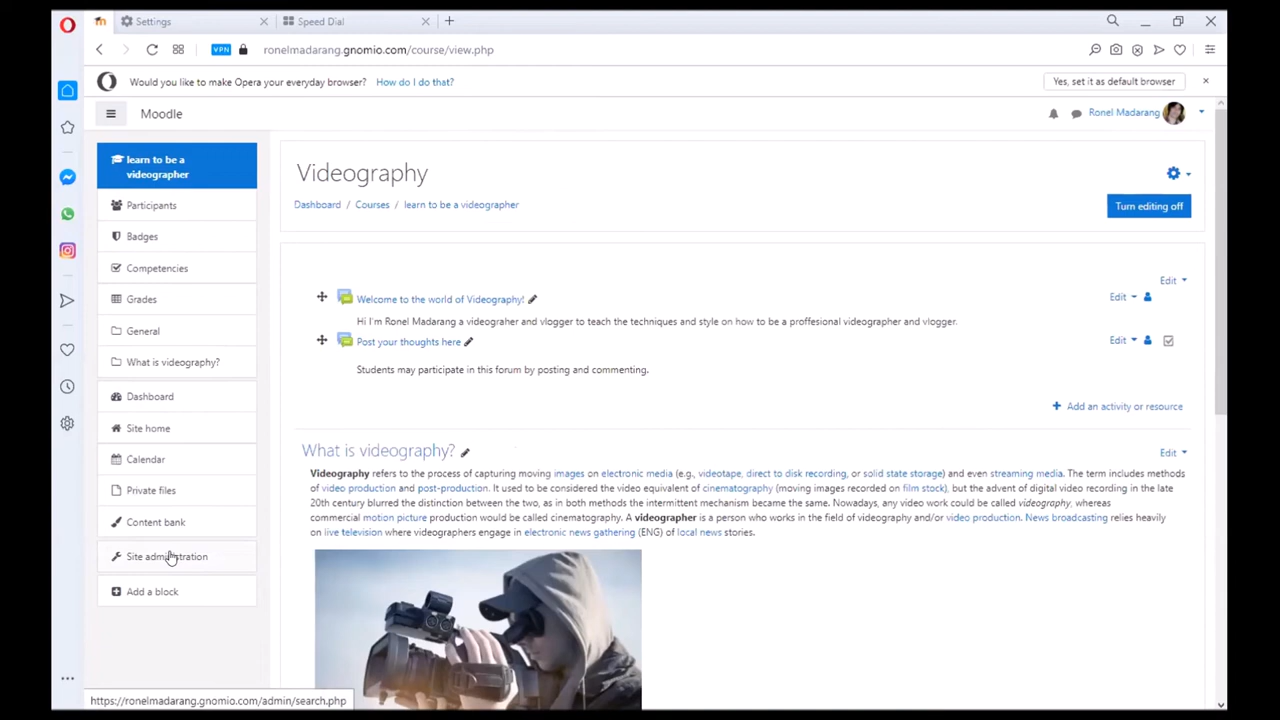 Settings
Speed Dial
VPN
ronelmadarang.gnomio.com/course/view.php
Would you like to make Opera your everyday browser? How do I do that?
Yes, set it as default browser
Moodle
Ronel Madarang
learn to be a
videographer
Participants
Badges
Competencies
Grades
General
What is videography?
Dashboard
Site home
Calendar
Private files
Content bank
Site administration
Add a block
Videography
Dashboard / Courses / learn to be a videographer
Turn editing off
Edit
Welcome to the world of Videography!
Edit
Hi I'm Ronel Madarang a videograher and vlogger to teach the techniques and style on how to be a proffesional videographer and vlogger.
Post your thoughts here
Edit
Students may participate in this forum by posting and commenting.
Add an activity or resource
What is videography?
Edit
Videography refers to the process of capturing moving images on electronic media (e.g., videotape, direct to disk recording, or solid state storage) and even streaming media. The term includes methods
of video production and post-production. It used to be considered the video equivalent of cinematography (moving images recorded on film stock), but the advent of digital video recording in the late
20th century blurred the distinction between the two, as in both methods the intermittent mechanism became the same. Nowadays, any video work could be called videography, whereas
commercial motion picture production would be called cinematography. A videographer is a person who works in the field of videography and/or video production. News broadcasting relies heavily
on live television where videographers engage in electronic news gathering (ENG) of local news stories.
https://ronelmadarang.gnomio.com/admin/search.php